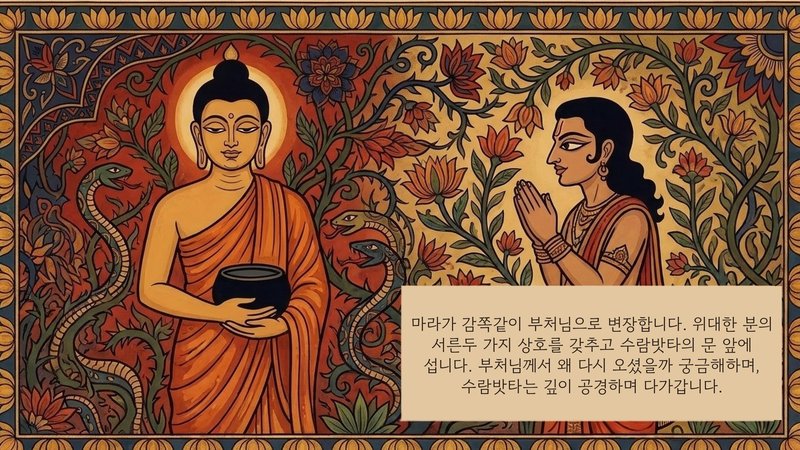 마라가 감쪽같이 부처님으로 변장합니다. 위대한 분의
서른두 가지 상호를 갖추고 수람밧타의 문 앞에
섭니다. 부처님께서 왜 다시 오셨을까 궁금해하며,
수람밧타는 깊이 공경하며 다가갑니다.